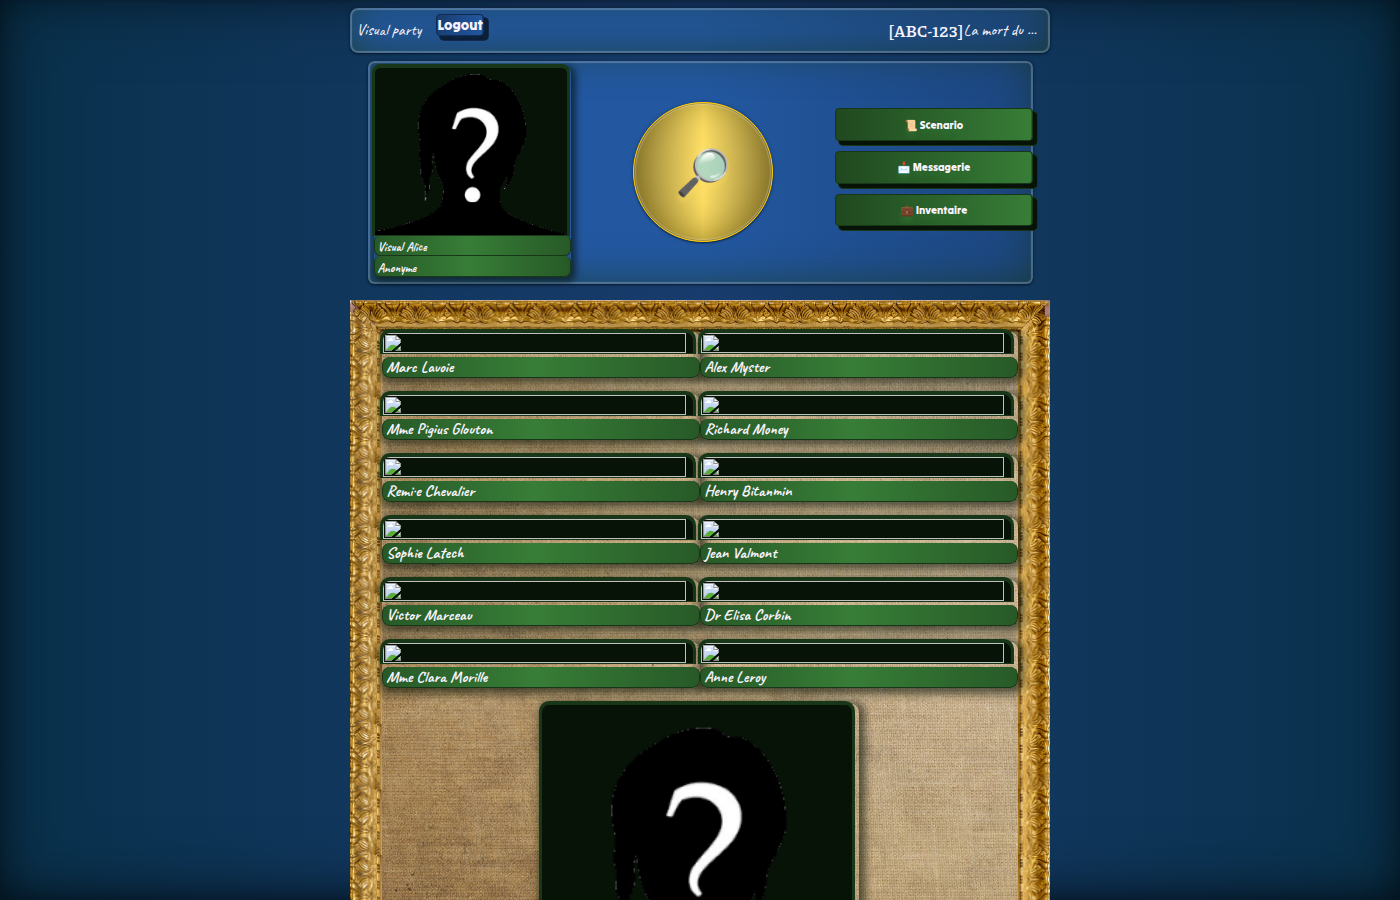 Visual party Logout [ABC-123] La mort du ...
?
Visual Alice
Anonyme
📜 Scenario
📩 Messagerie
💼 Inventaire
Marc Lavoie Alex Myster
Mme Pigius Glouton Richard Money
Remi·e Chevalier Henry Bitanmin
Sophie Latech Jean Valmont
Victor Marceau Dr Elisa Corbin
Mme Clara Morille Anne Leroy
?